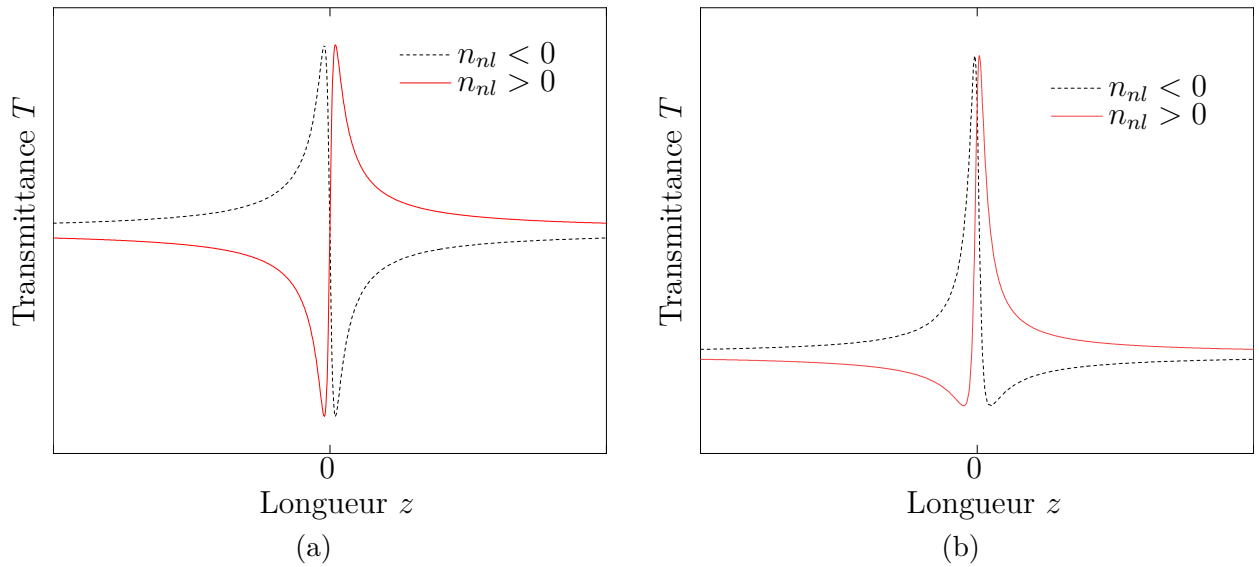 Transmittance T
n_{nl} < 0
n_{nl} > 0
0
Longueur z
(a)
Transmittance T
n_{nl} < 0
n_{nl} > 0
0
Longueur z
(b)